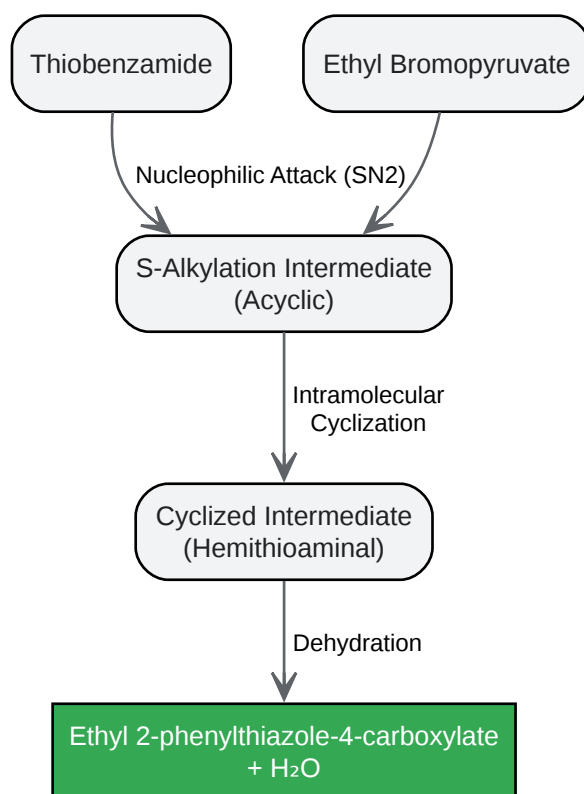 Thiobenzamide
Ethyl Bromopyruvate
Nucleophilic Attack (SN2)
S-Alkylation Intermediate
(Acyclic)
Intramolecular
Cyclization
Cyclized Intermediate
(Hemithioaminal)
Dehydration
Ethyl 2-phenylthiazole-4-carboxylate
+ H₂O